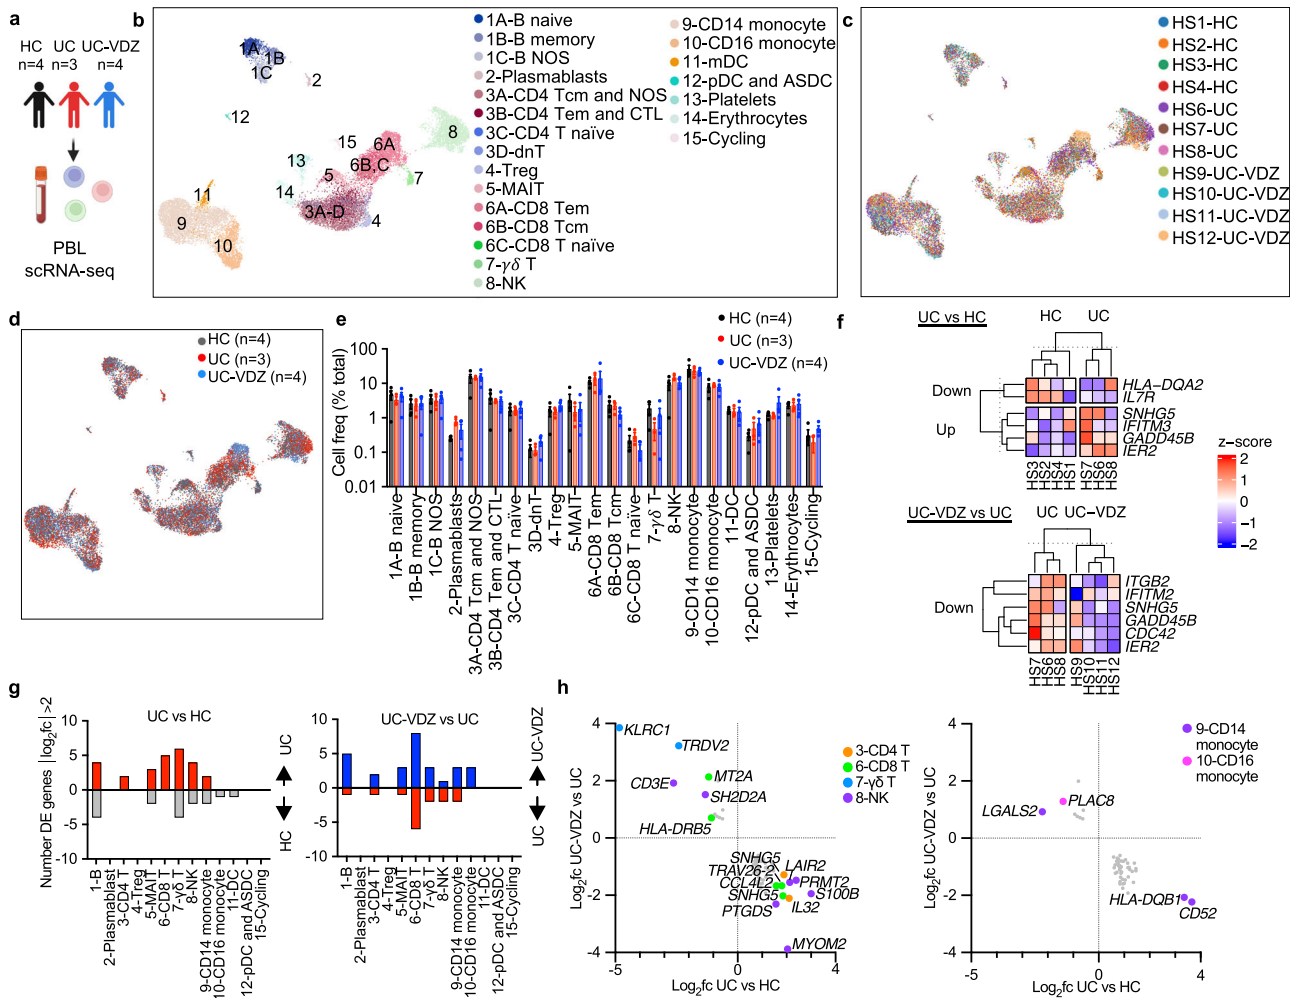 a
HC UC UC-VDZ
n=4 n=3 n=4
PBL
scRNA-seq
b
1A
1B
1C
2
12
15
6A
8
13
6B,C
5
7
14
11
3A-D
4
9
10
1A-B naive
1B-B memory
1C-B NOS
2-Plasmablasts
3A-CD4 Tcm and NOS
3B-CD4 Tem and CTL
3C-CD4 T naïve
3D-dnT
4-Treg
5-MAIT
6A-CD8 Tem
6B-CD8 Tcm
6C-CD8 T naïve
7-γδ T
8-NK
9-CD14 monocyte
10-CD16 monocyte
11-mDC
12-pDC and ASDC
13-Platelets
14-Erythrocytes
15-Cycling
c
HS1-HC
HS2-HC
HS3-HC
HS4-HC
HS6-UC
HS7-UC
HS8-UC
HS9-UC-VDZ
HS10-UC-VDZ
HS11-UC-VDZ
HS12-UC-VDZ
d
HC (n=4)
UC (n=3)
UC-VDZ (n=4)
e
HC (n=4)
UC (n=3)
UC-VDZ (n=4)
Cell freq (% total)
100
10
1
0.1
0.01
1A-B naive
1B-B memory
1C-B NOS
2-Plasmablasts
3A-CD4 Tcm and NOS
3B-CD4 Tem and CTL
3C-CD4 T naïve
3D-dnT
4-Treg
5-MAIT
6A-CD8 Tem
6B-CD8 Tcm
6C-CD8 T naïve
7-γδ T
8-NK
9-CD14 monocyte
10-CD16 monocyte
11-DC
12-pDC and ASDC
13-Platelets
14-Erythrocytes
15-Cycling
f
UC vs HC
HC UC
Down
Up
HLA−DQA2
IL7R
SNHG5
IFITM3
GADD45B
IER2
HS3
HS2
HS4
HS1
HS7
HS6
HS8
UC-VDZ vs UC
UC UC−VDZ
Down
ITGB2
IFITM2
SNHG5
GADD45B
CDC42
IER2
HS7
HS6
HS8
HS9
HS10
HS11
HS12
z−score
2
1
0
−1
−2
g
Number DE genes |log2fc|>2
UC vs HC
10
5
0
-5
-10
UC
HC
1-B
2-Plasmablast
3-CD4 T
4-Treg
5-MAIT
6-CD8 T
7-γδ T
8-NK
9-CD14 monocyte
10-CD16 monocyte
11-DC
12-pDC and ASDC
15-Cycling
UC-VDZ vs UC
10
5
0
-5
-10
UC-VDZ
UC
1-B
2-Plasmablast
3-CD4 T
4-Treg
5-MAIT
6-CD8 T
7-γδ T
8-NK
9-CD14 monocyte
10-CD16 monocyte
11-DC
12-pDC and ASDC
15-Cycling
h
Log2fc UC-VDZ vs UC
4
2
0
-2
-4
-5
0
5
Log2fc UC vs HC
KLRC1
TRDV2
CD3E
MT2A
SH2D2A
HLA-DRB5
SNHG5
LAIR2
TRAV26-2
CCL4L2
PRMT2
SNHG5
S100B
PTGDS
IL32
MYOM2
3-CD4 T
6-CD8 T
7-γδ T
8-NK
Log2fc UC-VDZ vs UC
4
2
0
-2
-4
-5
0
4
Log2fc UC vs HC
LGALS2
PLAC8
HLA-DQB1
CD52
9-CD14
monocyte
10-CD16
monocyte